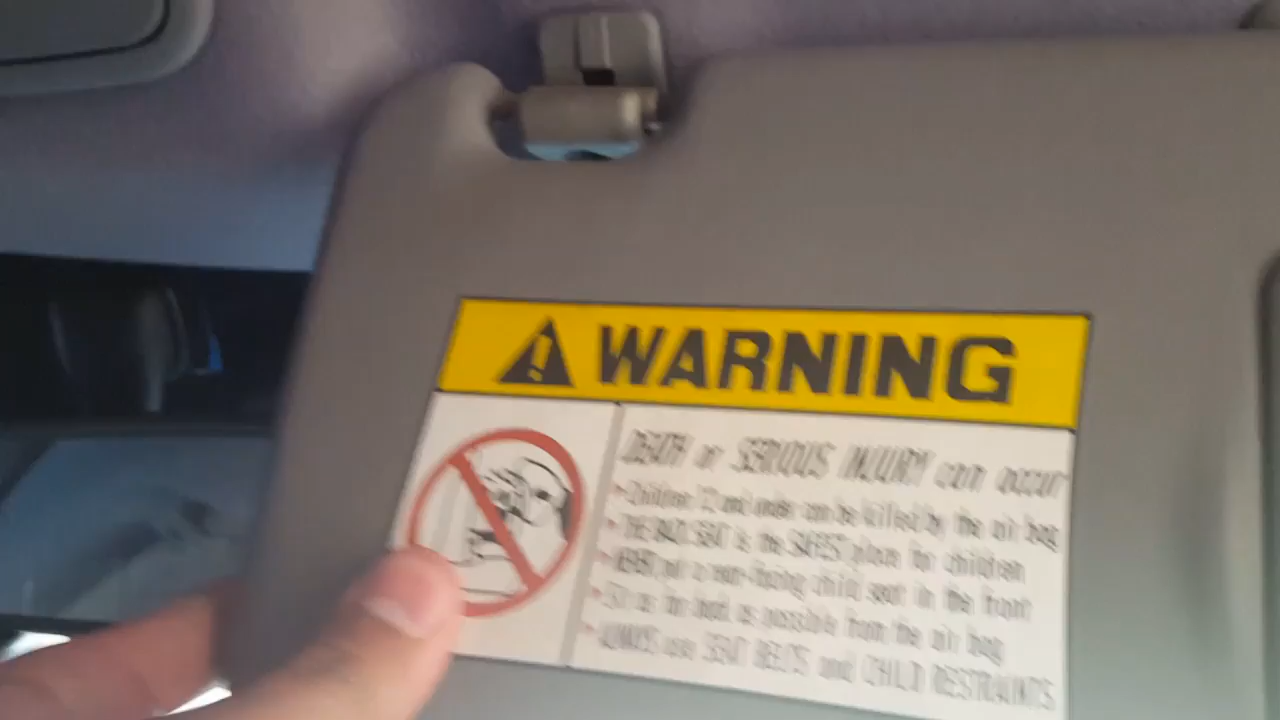 WARNING
DEATH or SERIOUS INJURY can occur
• Children 12 and under can be killed by the air bag
• THE BACK SEAT is the SAFEST place for children
• NEVER put a rear-facing child seat in the front
• Sit as far back as possible from the air bag
• ALWAYS use SEAT BELTS and CHILD RESTRAINTS